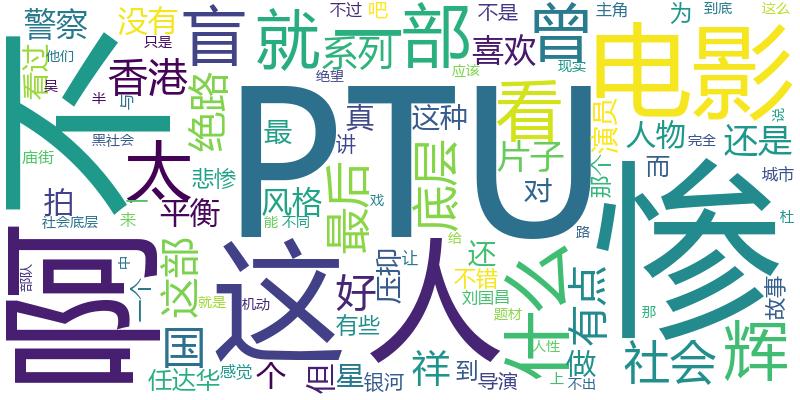 警察
没有
盲
就
一部
曾
不过
吧
不是
主角
为
到底
这么
看过
他们
只是
香港
系列
喜欢
电影
不
吴
半
与
绝路
绝望
PTU
应该
看
现实
演员
黑社会
太
最
真
讲
这种
底层
片子
那个
人物
完全
还是
庙街
悲惨
风格
最后
对
而
城市
拍
平衡
社会底层
来
能
不同
戏
惨
杜
啊
这部
这
人
给
路
部队
一个
中
就是
机动
好
压抑
让
还
不错
刘国昌
题材
什么
有点
那
故事
国
有些
任达华
感觉
个
但
星
银河
祥
到
导演
人性
上
做
不出
社会
辉